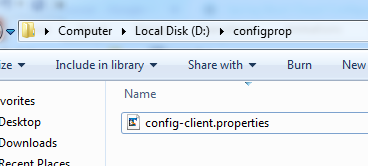 Computer Local Disk (D:) configprop
ze Include in library Share with Burn New
vorites
Name
Desktop
config-client.properties
Downloads
Recent Places